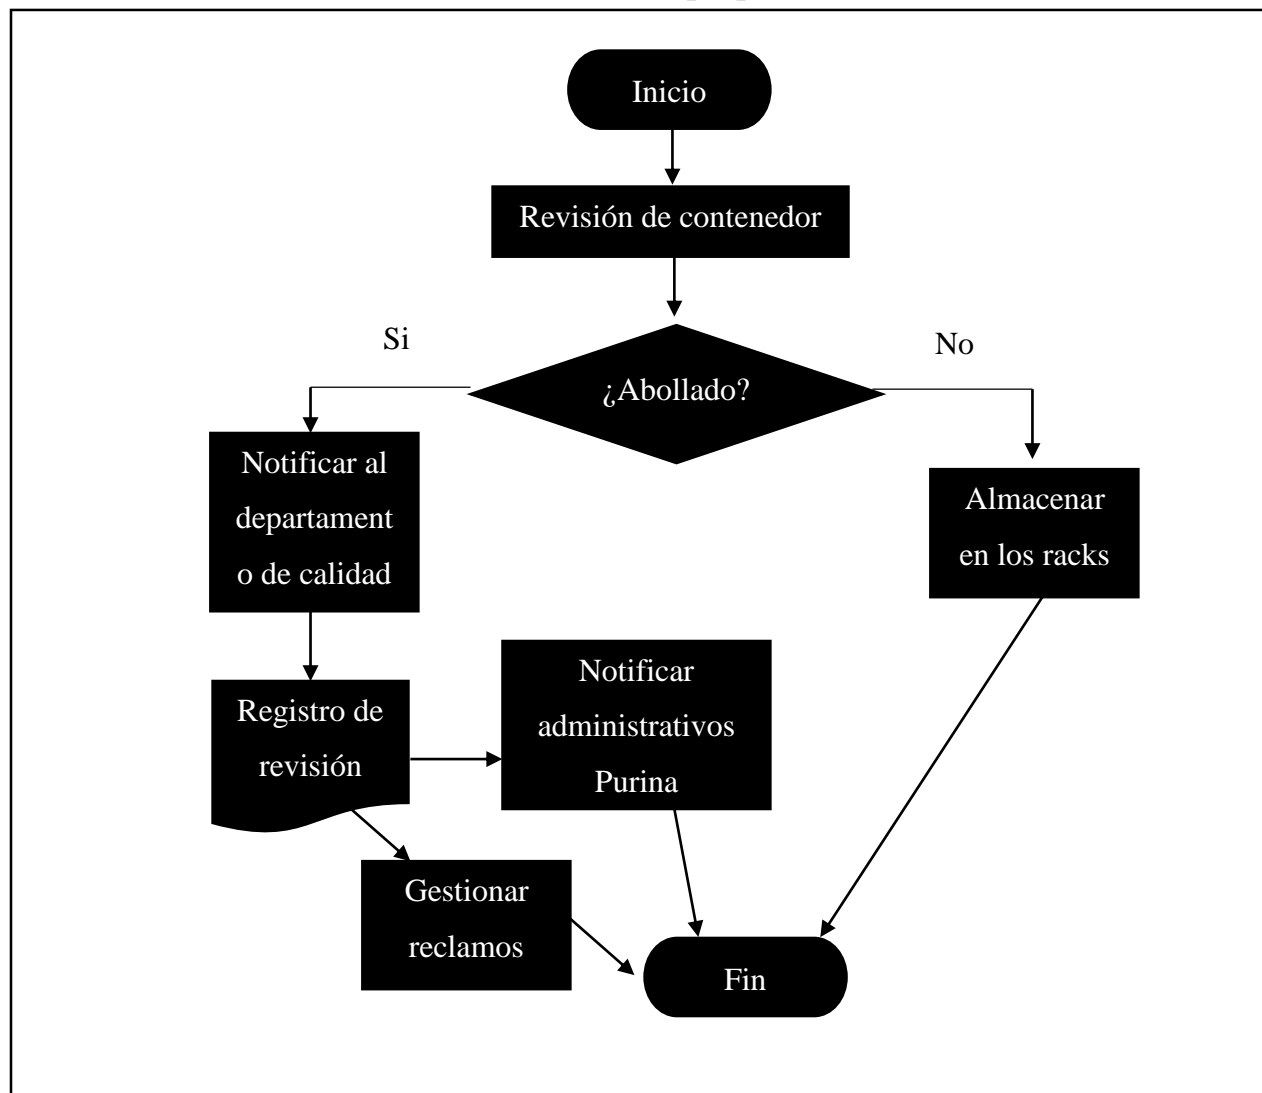 Inicio
Revisión de contenedor
Si
No
¿Abollado?
Notificar al
departament
o de calidad
Almacenar
en los racks
Registro de
revisión
Notificar
administrativos
Purina
Gestionar
reclamos
Fin